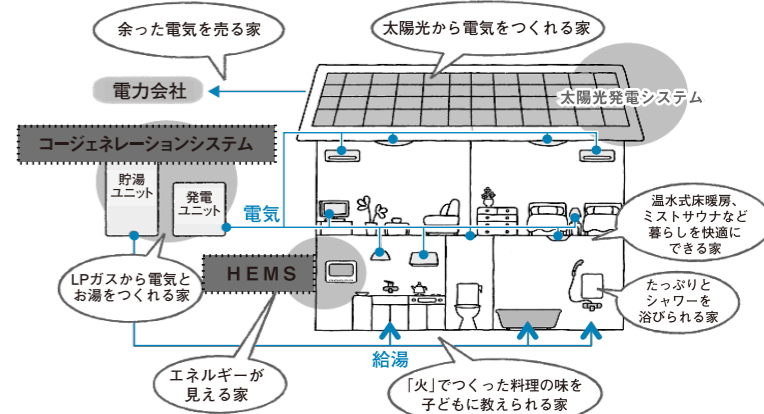 余った電気を売る家
太陽光から電気をつくれる家
電力会社
太陽光発電システム
コージェネレーションシステム
貯湯
ユニット
発電
ユニット
電気
温水式床暖房、
ミストサウナなど
暮らしを快適に
できる家
LPガスから電気と
お湯をつくれる家
HEMS
たっぷりと
シャワーを
浴びられる家
給湯
エネルギーが
見える家
「火」でつくった料理の味を
子どもに教えられる家